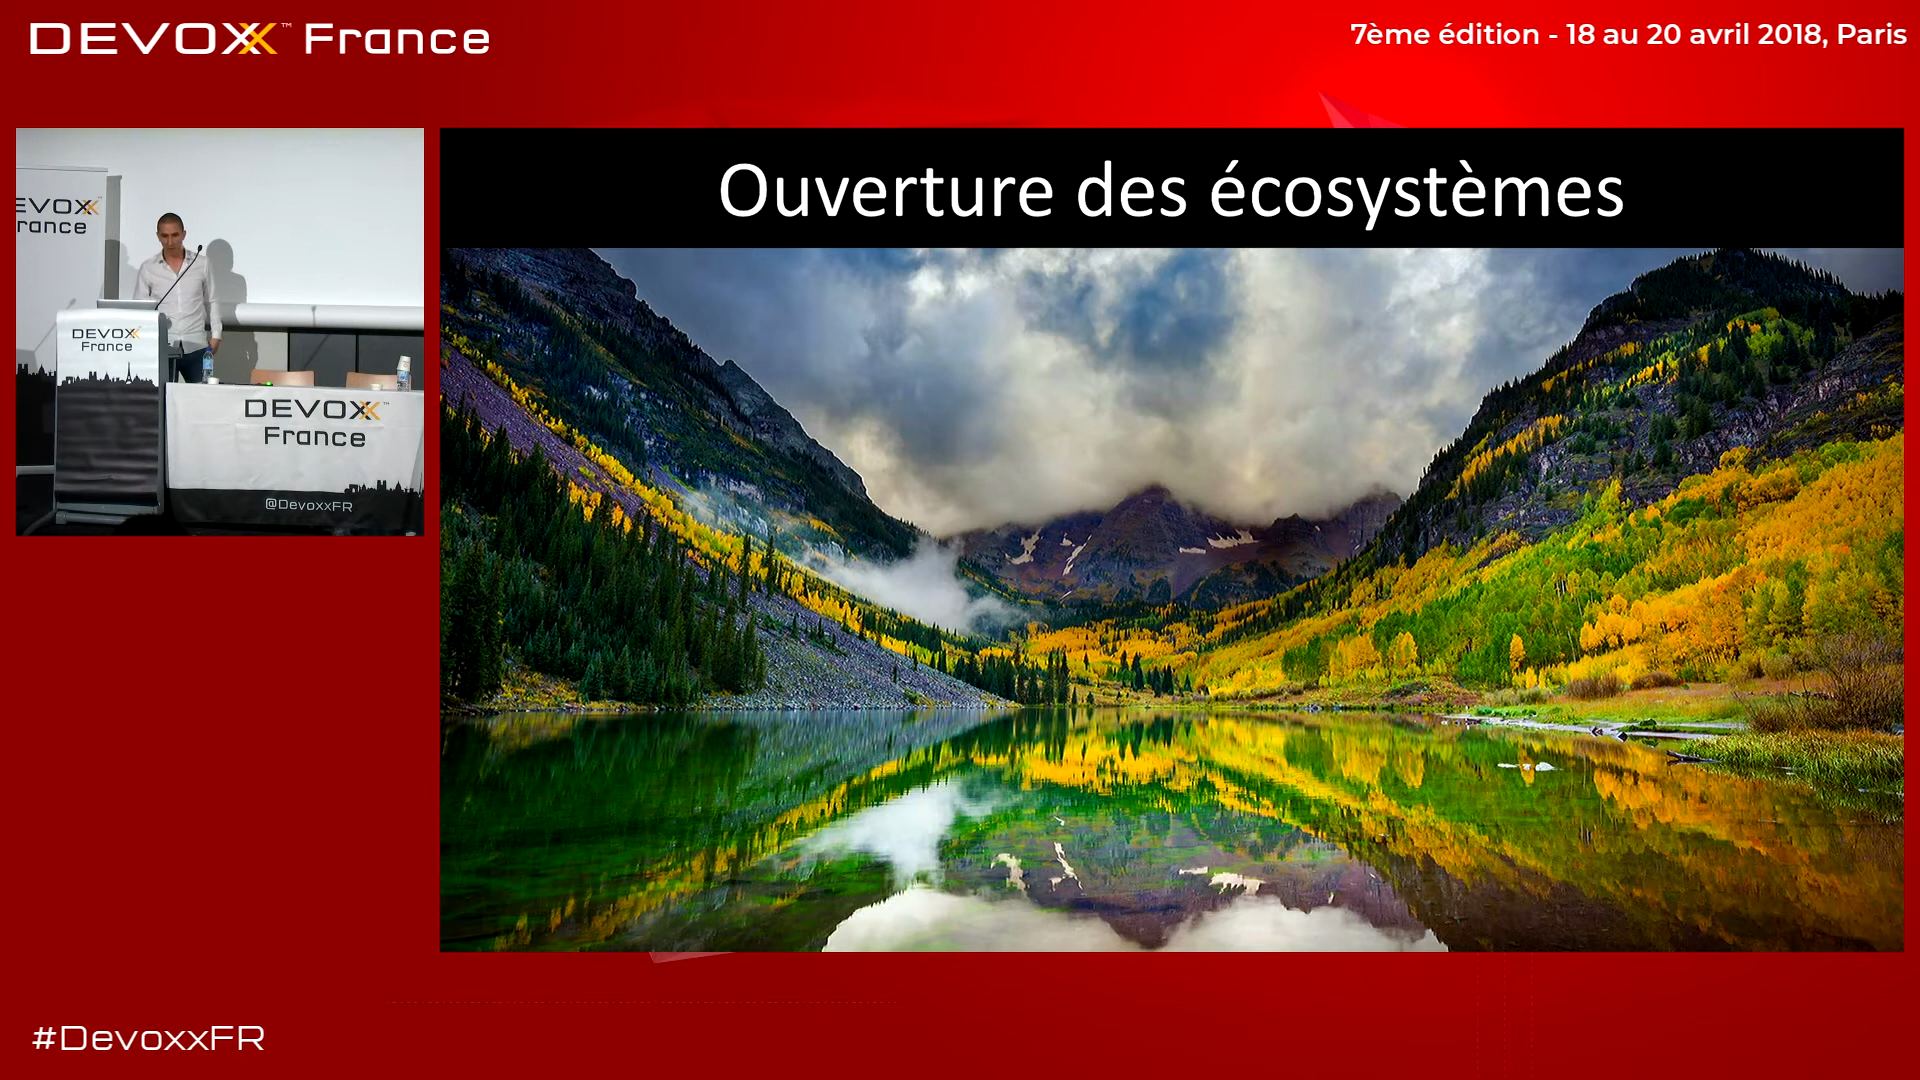 DEVOXX™ France
7ème édition - 18 au 20 avril 2018, Paris
Ouverture des écosystèmes
EVOXX
rance
DEVOXX
France
DEVOXX™
France
@DevoxxFR
#DevoxxFR